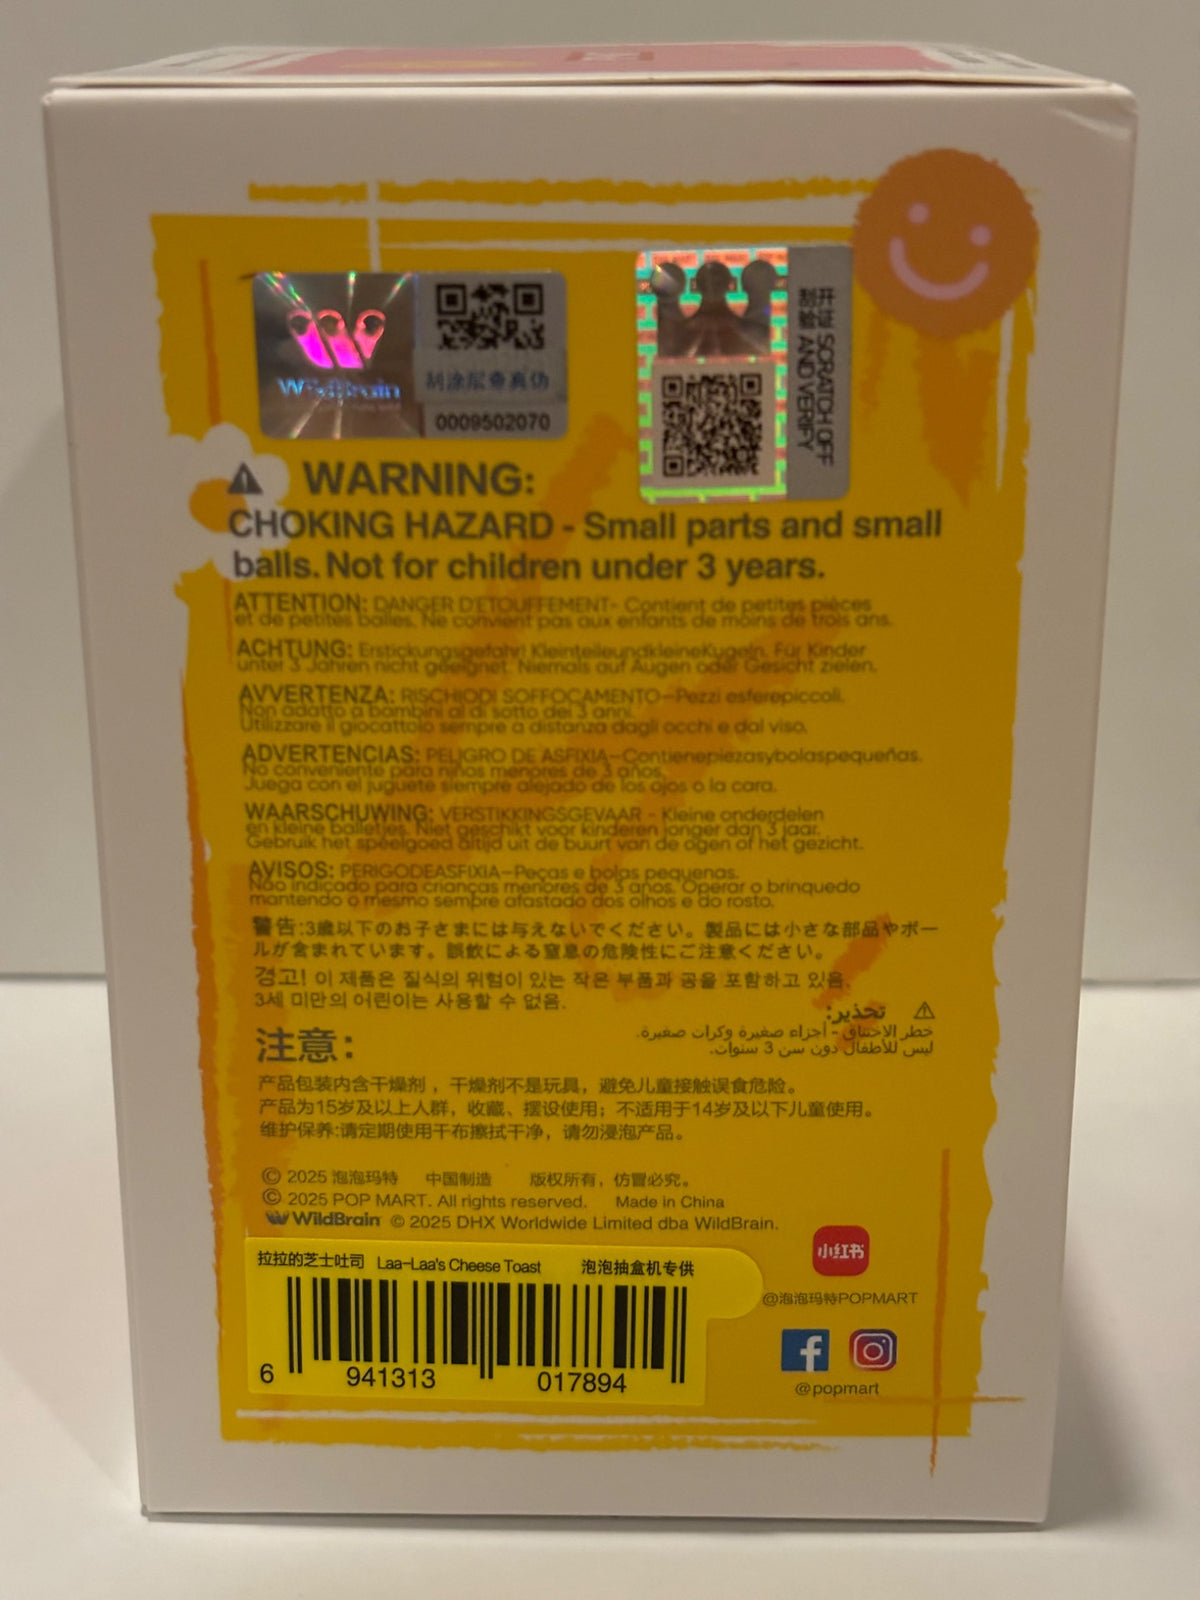 WildBrain
刮涂层查真伪
0009502070
开盒 SCRATCH OFF
刮刮 AND VERIFY
⚠ WARNING:
CHOKING HAZARD - Small parts and small
balls. Not for children under 3 years.
ATTENTION: DANGER D'ETOUFFEMENT- Contient de petites pièces
et de petites balles. Ne convient pas aux enfants de moins de trois ans.
ACHTUNG: Erstickungsgefahr! KleinteileundkleineKugeln. Für Kinder
unter 3 Jahren nicht geeignet. Niemals auf Augen oder Gesicht zielen.
AVVERTENZA: RISCHIODI SOFFOCAMENTO—Pezzi esferepiccoli.
Non adatto a bambini al di sotto dei 3 anni.
Utilizzare il giocattolo sempre a distanza dagli occhi e dal viso.
ADVERTENCIAS: PELIGRO DE ASFIXIA—Contienepiezasybolaspequeñas.
No conveniente para niños menores de 3 años.
Juega con el juguete siempre alejado de los ojos o la cara.
WAARSCHUWING: VERSTIKKINGSGEVAAR - Kleine onderdelen
en kleine balletjes. Niet geschikt voor kinderen jonger dan 3 jaar.
Gebruik het speelgoed altijd uit de buurt van de ogen of het gezicht.
AVISOS: PERIGODEASFIXIA—Peças e bolas pequenas.
Não indicado para crianças menores de 3 anos. Operar o brinquedo
mantendo o mesmo sempre afastado dos olhos e do rosto.
警告:3歳以下のお子さまには与えないでください。製品には小さな部品やボー
ルが含まれています。誤飲による窒息の危険性にご注意ください。
경고! 이 제품은 질식의 위험이 있는 작은 부품과 공을 포함하고 있음.
3세 미만의 어린이는 사용할 수 없음.
⚠ تحذير:
خطر الاختناق - أجزاء صغيرة وكرات صغيرة.
ليس للأطفال دون سن 3 سنوات.
注意:
产品包装内含干燥剂，干燥剂不是玩具，避免儿童接触误食危险。
产品为15岁及以上人群，收藏、摆设使用；不适用于14岁及以下儿童使用。
维护保养:请定期使用干布擦拭干净，请勿浸泡产品。
© 2025 泡泡玛特 中国制造 版权所有，仿冒必究。
© 2025 POP MART. All rights reserved. Made in China
WildBrain © 2025 DHX Worldwide Limited dba WildBrain.
拉拉的芝士吐司 Laa-Laa's Cheese Toast 泡泡抽盒机专供
6 941313 017894
小红书
@泡泡玛特POPMART
@popmart